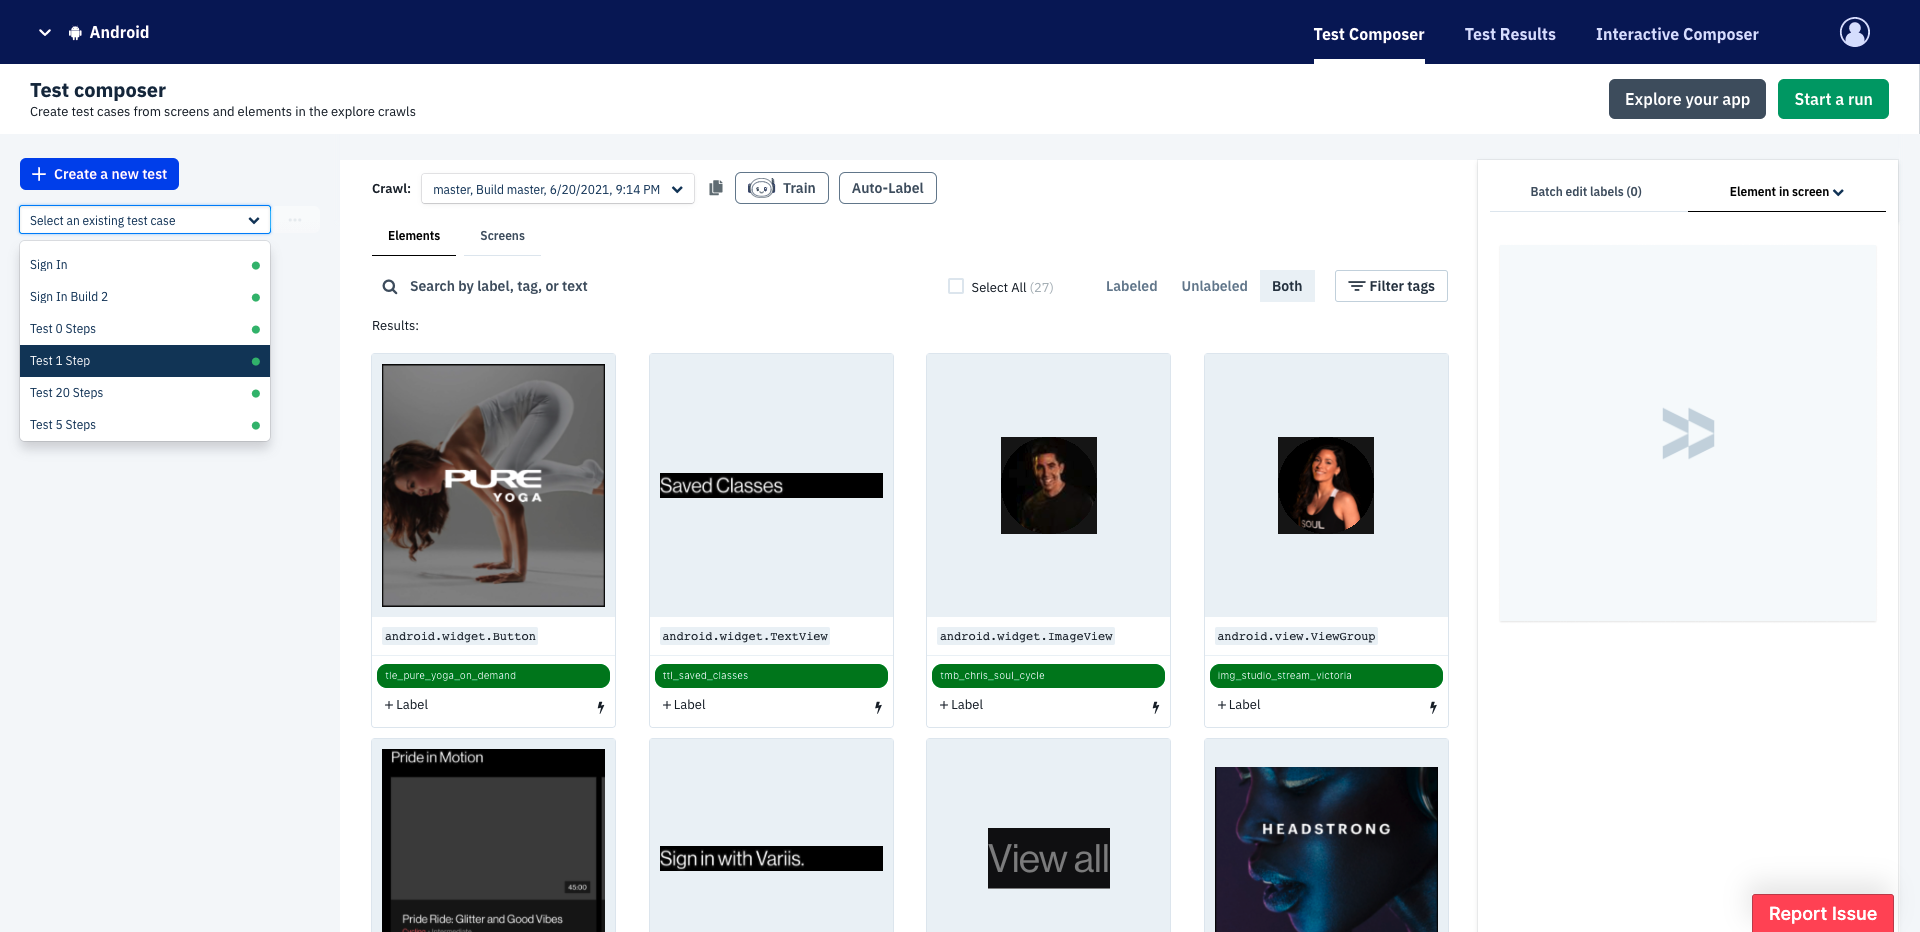 Android
Test Composer
Test Results
Interactive Composer
Test composer
Create test cases from screens and elements in the explore crawls
Explore your app
Start a run
Create a new test
Select an existing test case
Sign In
Sign In Build 2
Test 0 Steps
Test 1 Step
Test 20 Steps
Test 5 Steps
Crawl:
master, Build master, 6/20/2021, 9:14 PM
Train
Auto-Label
Elements
Screens
Search by label, tag, or text
Select All (27)
Labeled
Unlabeled
Both
Filter tags
Results:
PURE
YOGA
android.widget.Button
tle_pure_yoga_on_demand
+ Label
Saved Classes
android.widget.TextView
ttl_saved_classes
+ Label
android.widget.ImageView
tmb_chris_soul_cycle
+ Label
SOUL
android.view.ViewGroup
img_studio_stream_victoria
+ Label
Pride in Motion
45:00
Pride Ride: Glitter and Good Vibes
Sign in with Variis.
View all
HEADSTRONG
Batch edit labels (0)
Element in screen
Report Issue